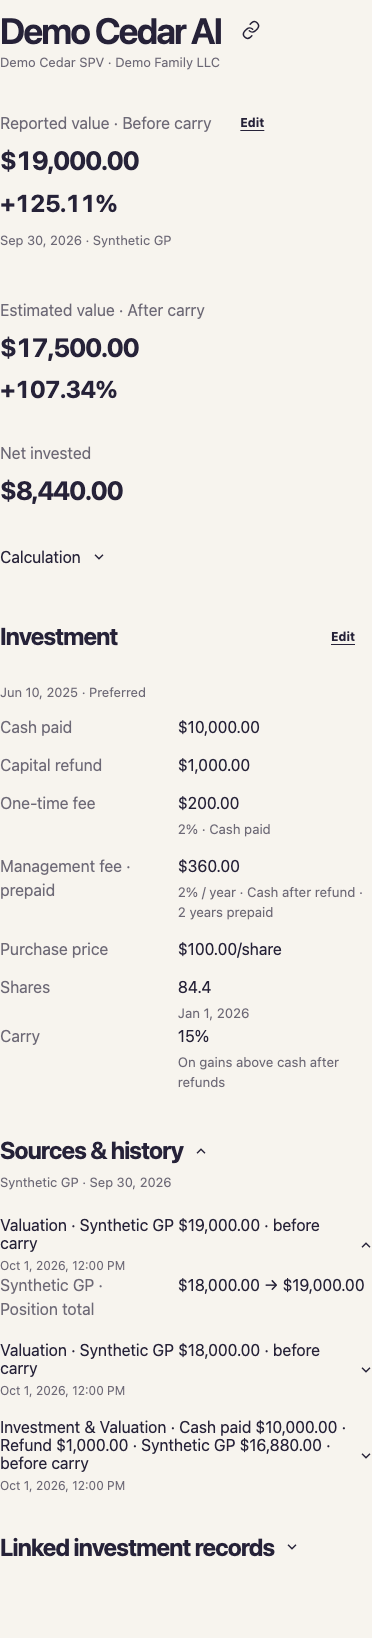 Demo Cedar AI
Demo Cedar SPV · Demo Family LLC
Reported value · Before carry Edit
$19,000.00
+125.11%
Sep 30, 2026 · Synthetic GP
Estimated value · After carry
$17,500.00
+107.34%
Net invested
$8,440.00
Calculation
Investment Edit
Jun 10, 2025 · Preferred
Cash paid $10,000.00
Capital refund $1,000.00
One-time fee $200.00
2% · Cash paid
Management fee · $360.00
prepaid 2% / year · Cash after refund ·
2 years prepaid
Purchase price $100.00/share
Shares 84.4
Jan 1, 2026
Carry 15%
On gains above cash after
refunds
Sources & history
Synthetic GP · Sep 30, 2026
Valuation · Synthetic GP $19,000.00 · before
carry
Oct 1, 2026, 12:00 PM
Synthetic GP · $18,000.00 → $19,000.00
Position total
Valuation · Synthetic GP $18,000.00 · before
carry
Oct 1, 2026, 12:00 PM
Investment & Valuation · Cash paid $10,000.00 ·
Refund $1,000.00 · Synthetic GP $16,880.00 ·
before carry
Oct 1, 2026, 12:00 PM
Linked investment records